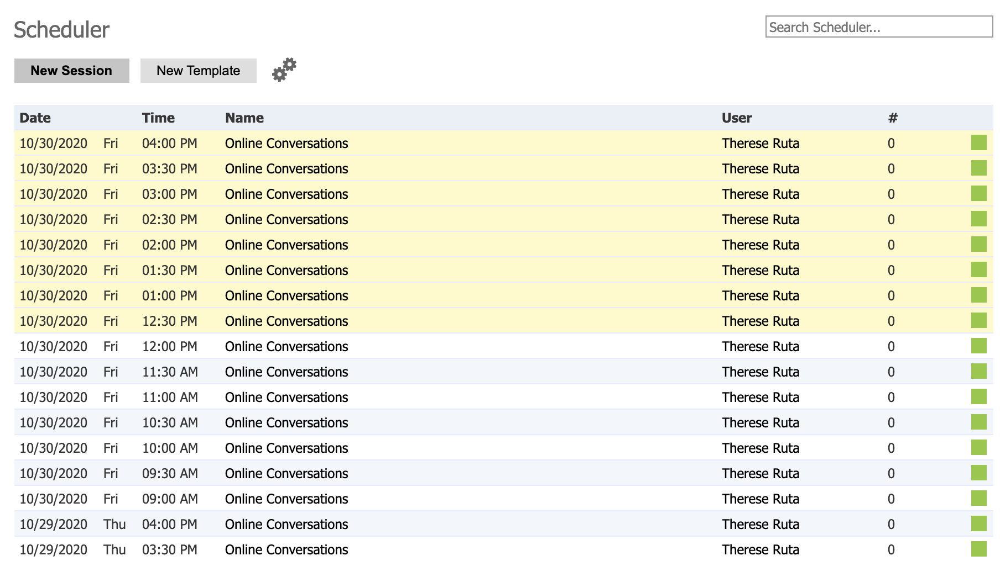 Scheduler
Search Scheduler...
New Session New Template
Date Time Name User #
10/30/2020 Fri 04:00 PM Online Conversations Therese Ruta 0
10/30/2020 Fri 03:30 PM Online Conversations Therese Ruta 0
10/30/2020 Fri 03:00 PM Online Conversations Therese Ruta 0
10/30/2020 Fri 02:30 PM Online Conversations Therese Ruta 0
10/30/2020 Fri 02:00 PM Online Conversations Therese Ruta 0
10/30/2020 Fri 01:30 PM Online Conversations Therese Ruta 0
10/30/2020 Fri 01:00 PM Online Conversations Therese Ruta 0
10/30/2020 Fri 12:30 PM Online Conversations Therese Ruta 0
10/30/2020 Fri 12:00 PM Online Conversations Therese Ruta 0
10/30/2020 Fri 11:30 AM Online Conversations Therese Ruta 0
10/30/2020 Fri 11:00 AM Online Conversations Therese Ruta 0
10/30/2020 Fri 10:30 AM Online Conversations Therese Ruta 0
10/30/2020 Fri 10:00 AM Online Conversations Therese Ruta 0
10/30/2020 Fri 09:30 AM Online Conversations Therese Ruta 0
10/30/2020 Fri 09:00 AM Online Conversations Therese Ruta 0
10/29/2020 Thu 04:00 PM Online Conversations Therese Ruta 0
10/29/2020 Thu 03:30 PM Online Conversations Therese Ruta 0